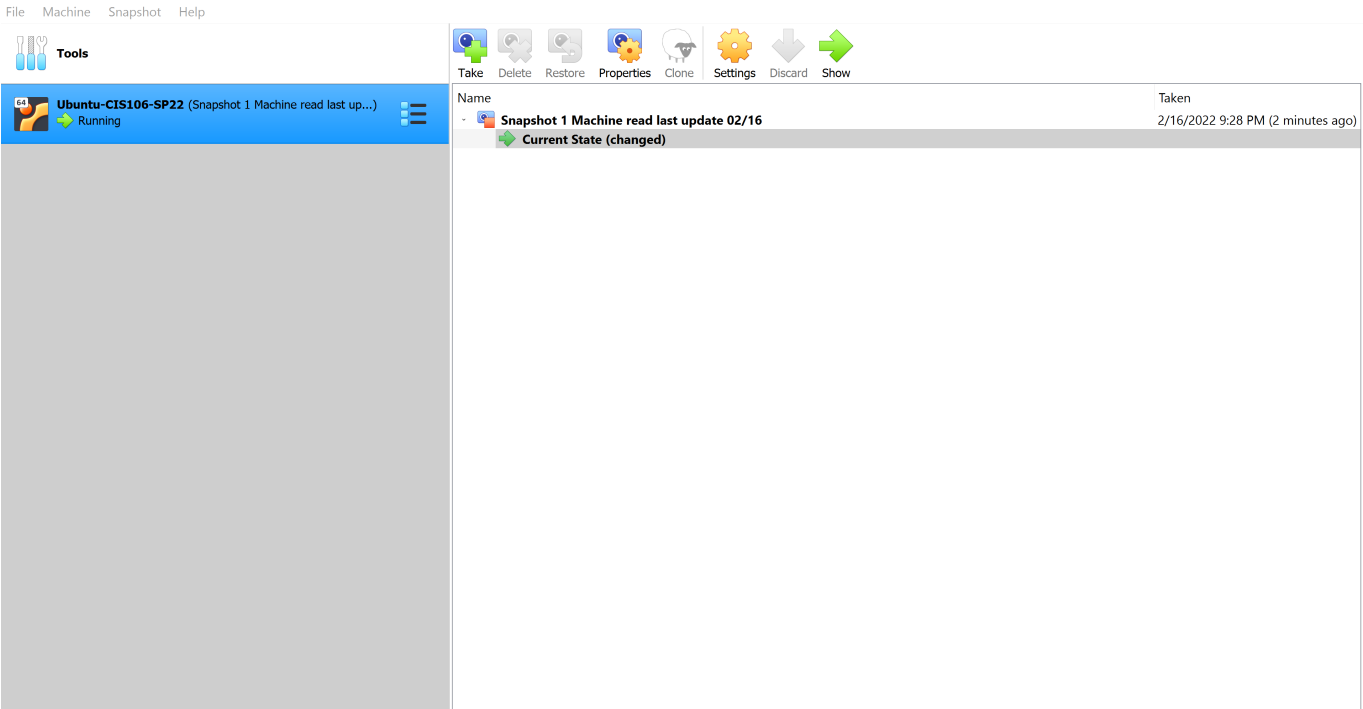 File Machine Snapshot Help
Tools
Take Delete Restore Properties Clone Settings Discard Show
64
Ubuntu-CIS106-SP22 (Snapshot 1 Machine read last up...)
Running
Name Taken
Snapshot 1 Machine read last update 02/16 2/16/2022 9:28 PM (2 minutes ago)
Current State (changed)